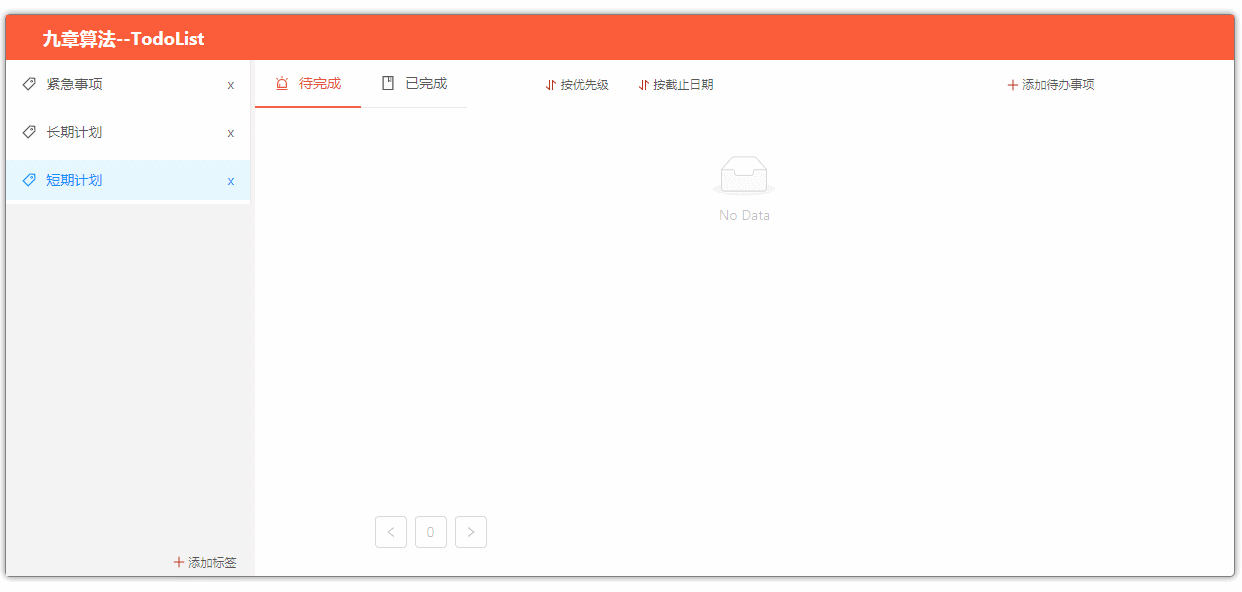 九章算法--TodoList
紧急事项 x
长期计划 x
短期计划 x
待完成 已完成 按优先级 按截止日期 添加待办事项
No Data
< 0 >
添加标签